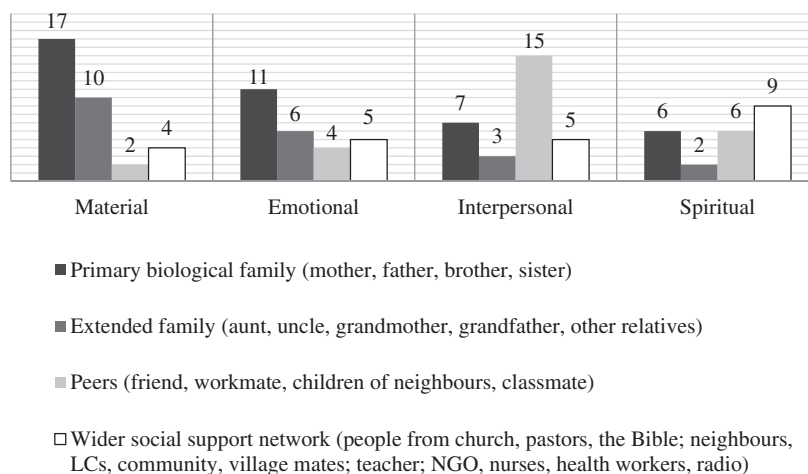 17
10
2
4
11
6
4
5
7
3
15
5
6
2
6
9
Material Emotional Interpersonal Spiritual
Primary biological family (mother, father, brother, sister)
Extended family (aunt, uncle, grandmother, grandfather, other relatives)
Peers (friend, workmate, children of neighbours, classmate)
Wider social support network (people from church, pastors, the Bible; neighbours,
LCs, community, village mates; teacher; NGO, nurses, health workers, radio)